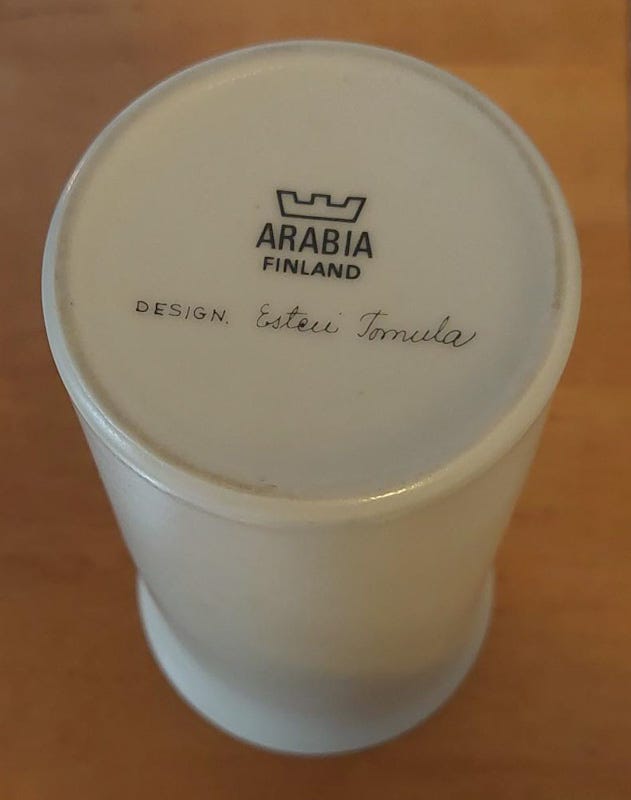 ARABIA
FINLAND
DESIGN. Esteri Tomula